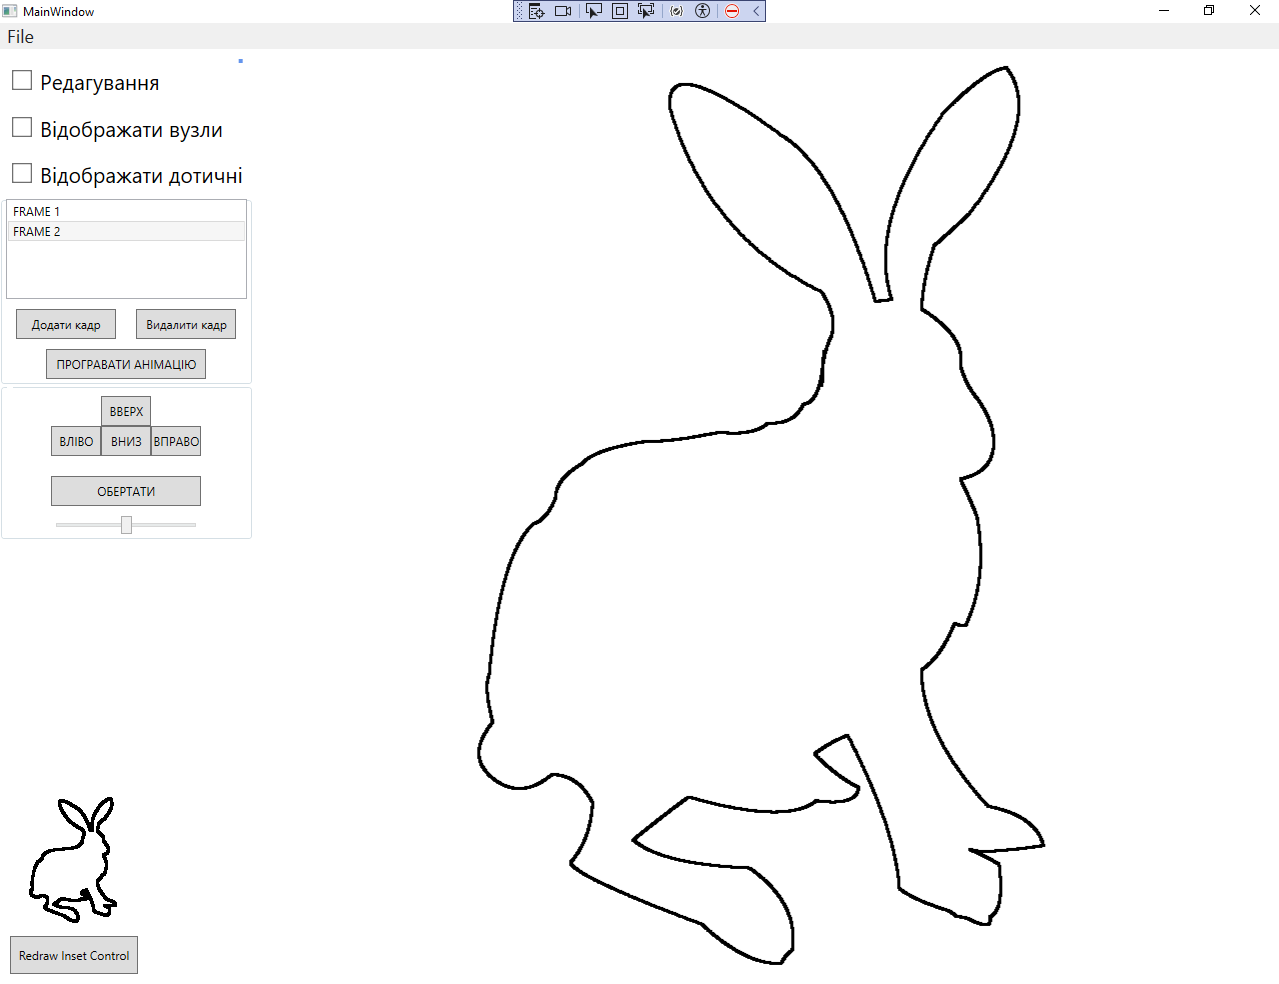 MainWindow
File
Редагування
Відображати вузли
Відображати дотичні
FRAME 1
FRAME 2
Додати кадр
Видалити кадр
ПРОГРАВАТИ АНІМАЦІЮ
ВВЕРХ
ВЛІВО
ВНИЗ
ВПРАВО
ОБЕРТАТИ
Redraw Inset Control